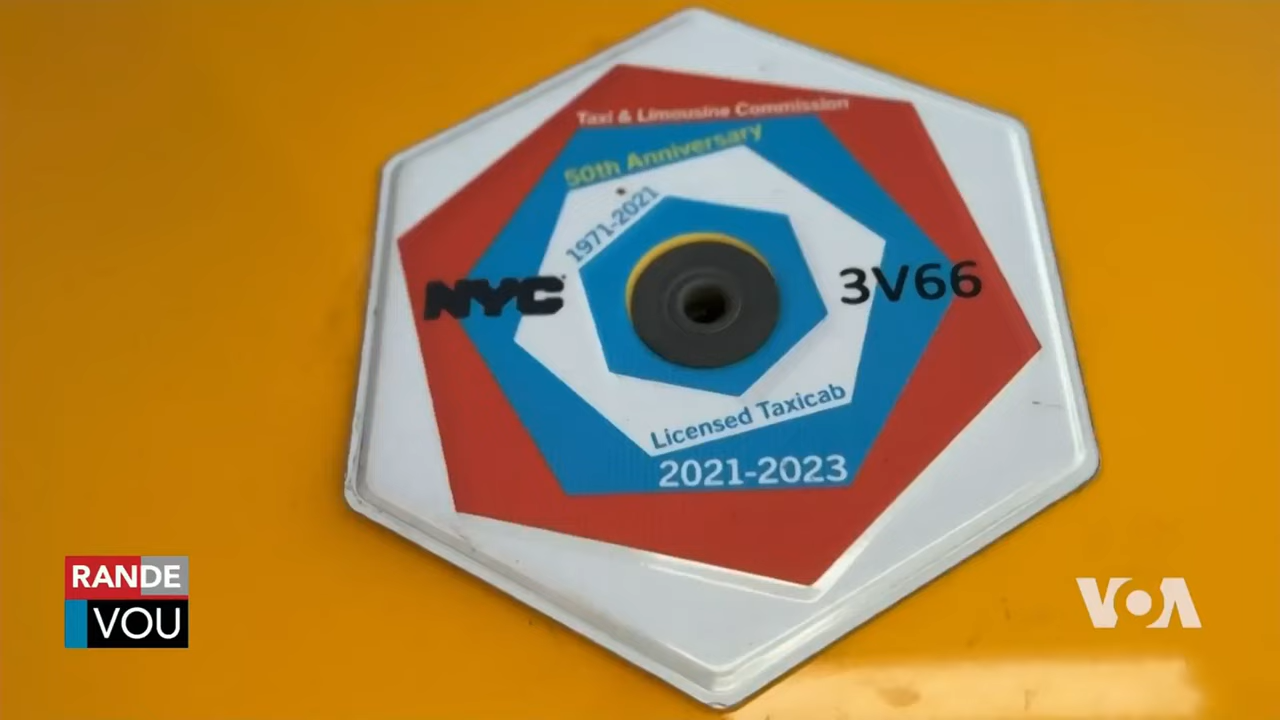 Taxi & Limousine Commission
50th Anniversary
1971-2021
NYC
3V66
Licensed Taxicab
2021-2023
RANDE
VOU
VOA